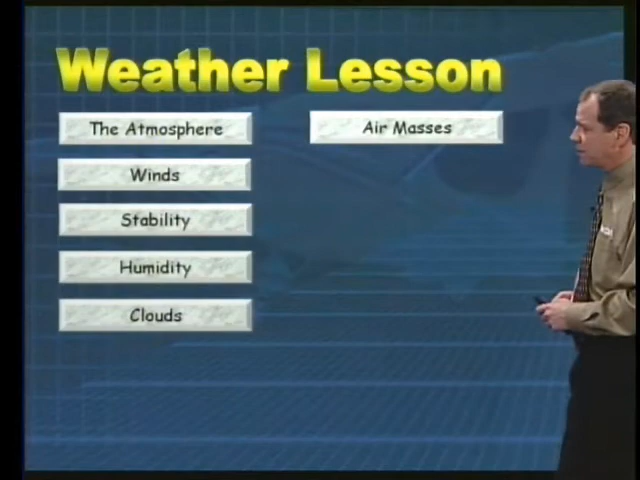 Weather Lesson
The Atmosphere
Winds
Stability
Humidity
Clouds
Air Masses